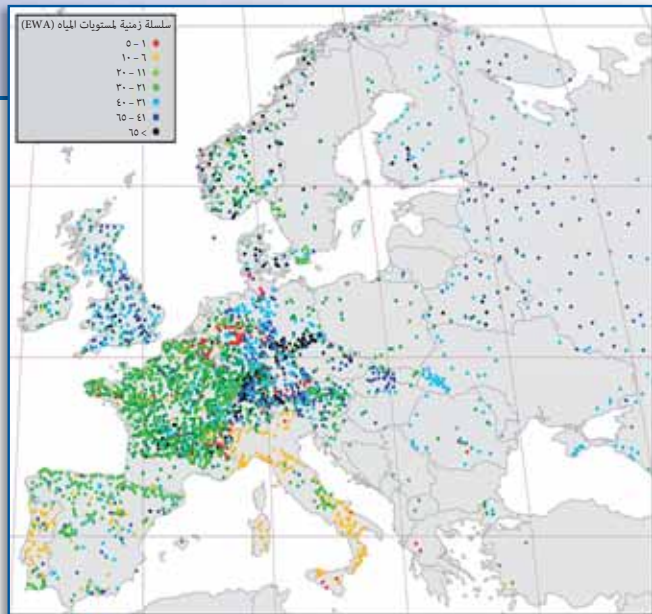 سلسلة زمنية لمستويات المياه (EWA)
١ - ٥
٦ - ١٠
١١ - ٢٠
٢١ - ٣٠
٣١ - ٤٠
٤١ - ٦٥
> ٦٥